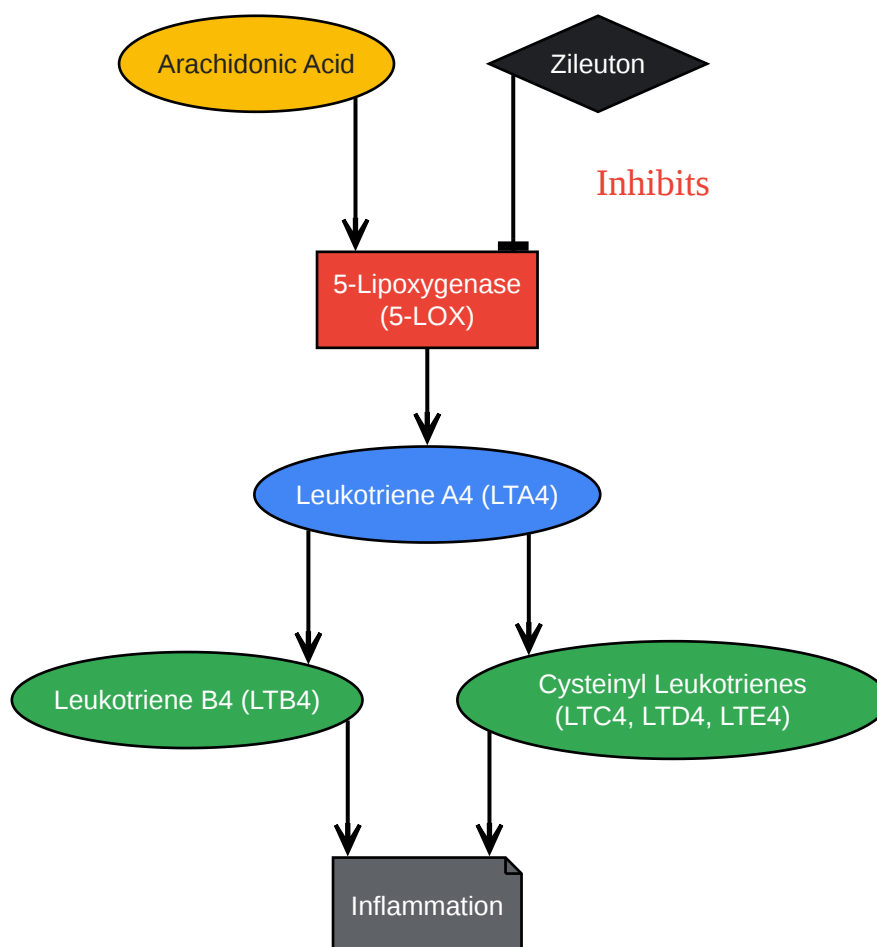 Arachidonic Acid
Zileuton
Inhibits
5-Lipoxygenase
(5-LOX)
Leukotriene A4 (LTA4)
Leukotriene B4 (LTB4)
Cysteinyl Leukotrienes
(LTC4, LTD4, LTE4)
Inflammation